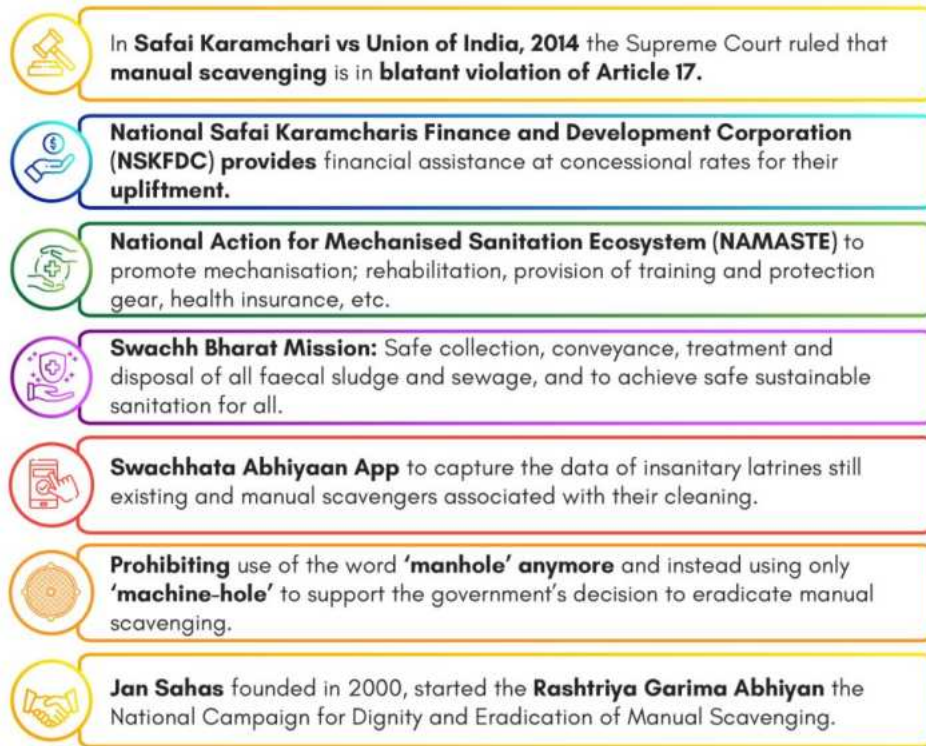 In Safai Karamchari vs Union of India, 2014 the Supreme Court ruled that
manual scavenging is in blatant violation of Article 17.
National Safai Karamcharis Finance and Development Corporation
(NSKFDC) provides financial assistance at concessional rates for their
upliftment.
National Action for Mechanised Sanitation Ecosystem (NAMASTE) to
promote mechanisation; rehabilitation, provision of training and protection
gear, health insurance, etc.
Swachh Bharat Mission: Safe collection, conveyance, treatment and
disposal of all faecal sludge and sewage, and to achieve safe sustainable
sanitation for all.
Swachhata Abhiyaan App to capture the data of insanitary latrines still
existing and manual scavengers associated with their cleaning.
Prohibiting use of the word ‘manhole’ anymore and instead using only
‘machine-hole’ to support the government’s decision to eradicate manual
scavenging.
Jan Sahas founded in 2000, started the Rashtriya Garima Abhiyan the
National Campaign for Dignity and Eradication of Manual Scavenging.